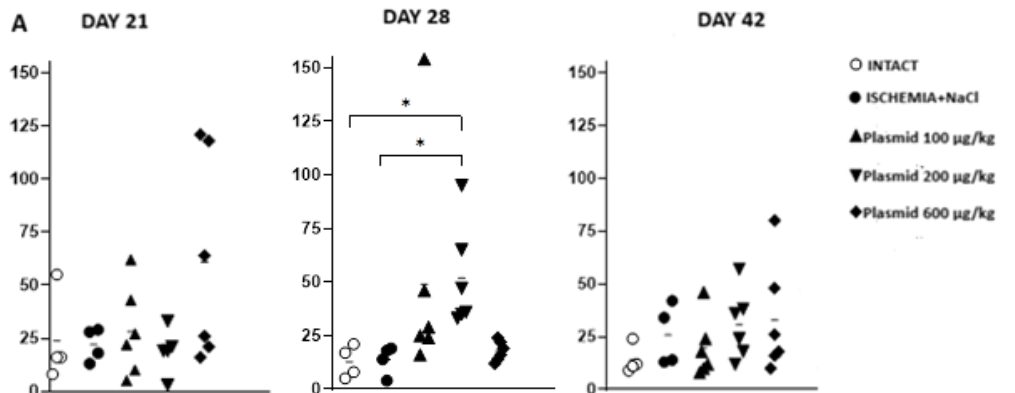 A
DAY 21
DAY 28
DAY 42
150
125
100
75
50
25
0
150
125
100
75
50
25
0
*
*
150
125
100
75
50
25
0
INTACT
ISCHEMIA+NaCl
Plasmid 100 µg/kg
Plasmid 200 µg/kg
Plasmid 600 µg/kg